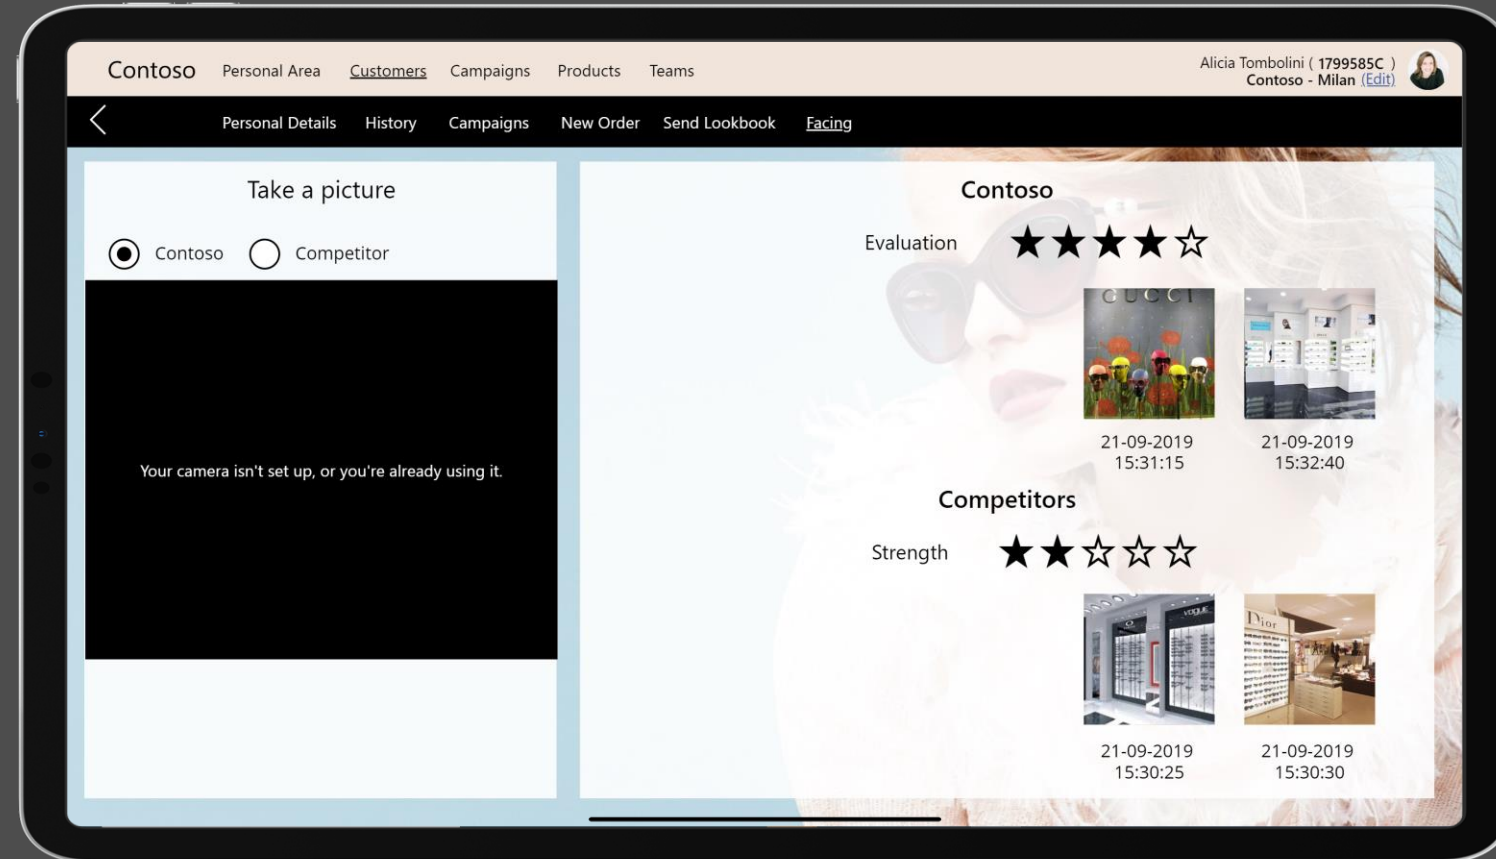 Contoso Personal Area Customers Campaigns Products Teams
Alicia Tombolini ( 1799585C )
Contoso - Milan (Edit)
Personal Details History Campaigns New Order Send Lookbook Facing
Take a picture
Contoso Competitor
Your camera isn't set up, or you're already using it.
Contoso
Evaluation
GUCCI
21-09-2019
15:31:15
21-09-2019
15:32:40
Competitors
Strength
VOGUE
Dior
21-09-2019
15:30:25
21-09-2019
15:30:30